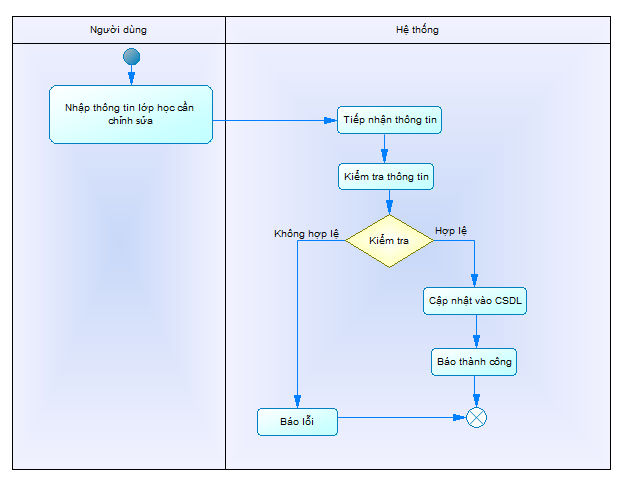 Người dùng
Hệ thống
Nhập thông tin lớp học cần
chỉnh sửa
Tiếp nhận thông tin
Kiểm tra thông tin
Không hợp lệ
Kiểm tra
Hợp lệ
Cập nhật vào CSDL
Báo thành công
Báo lỗi